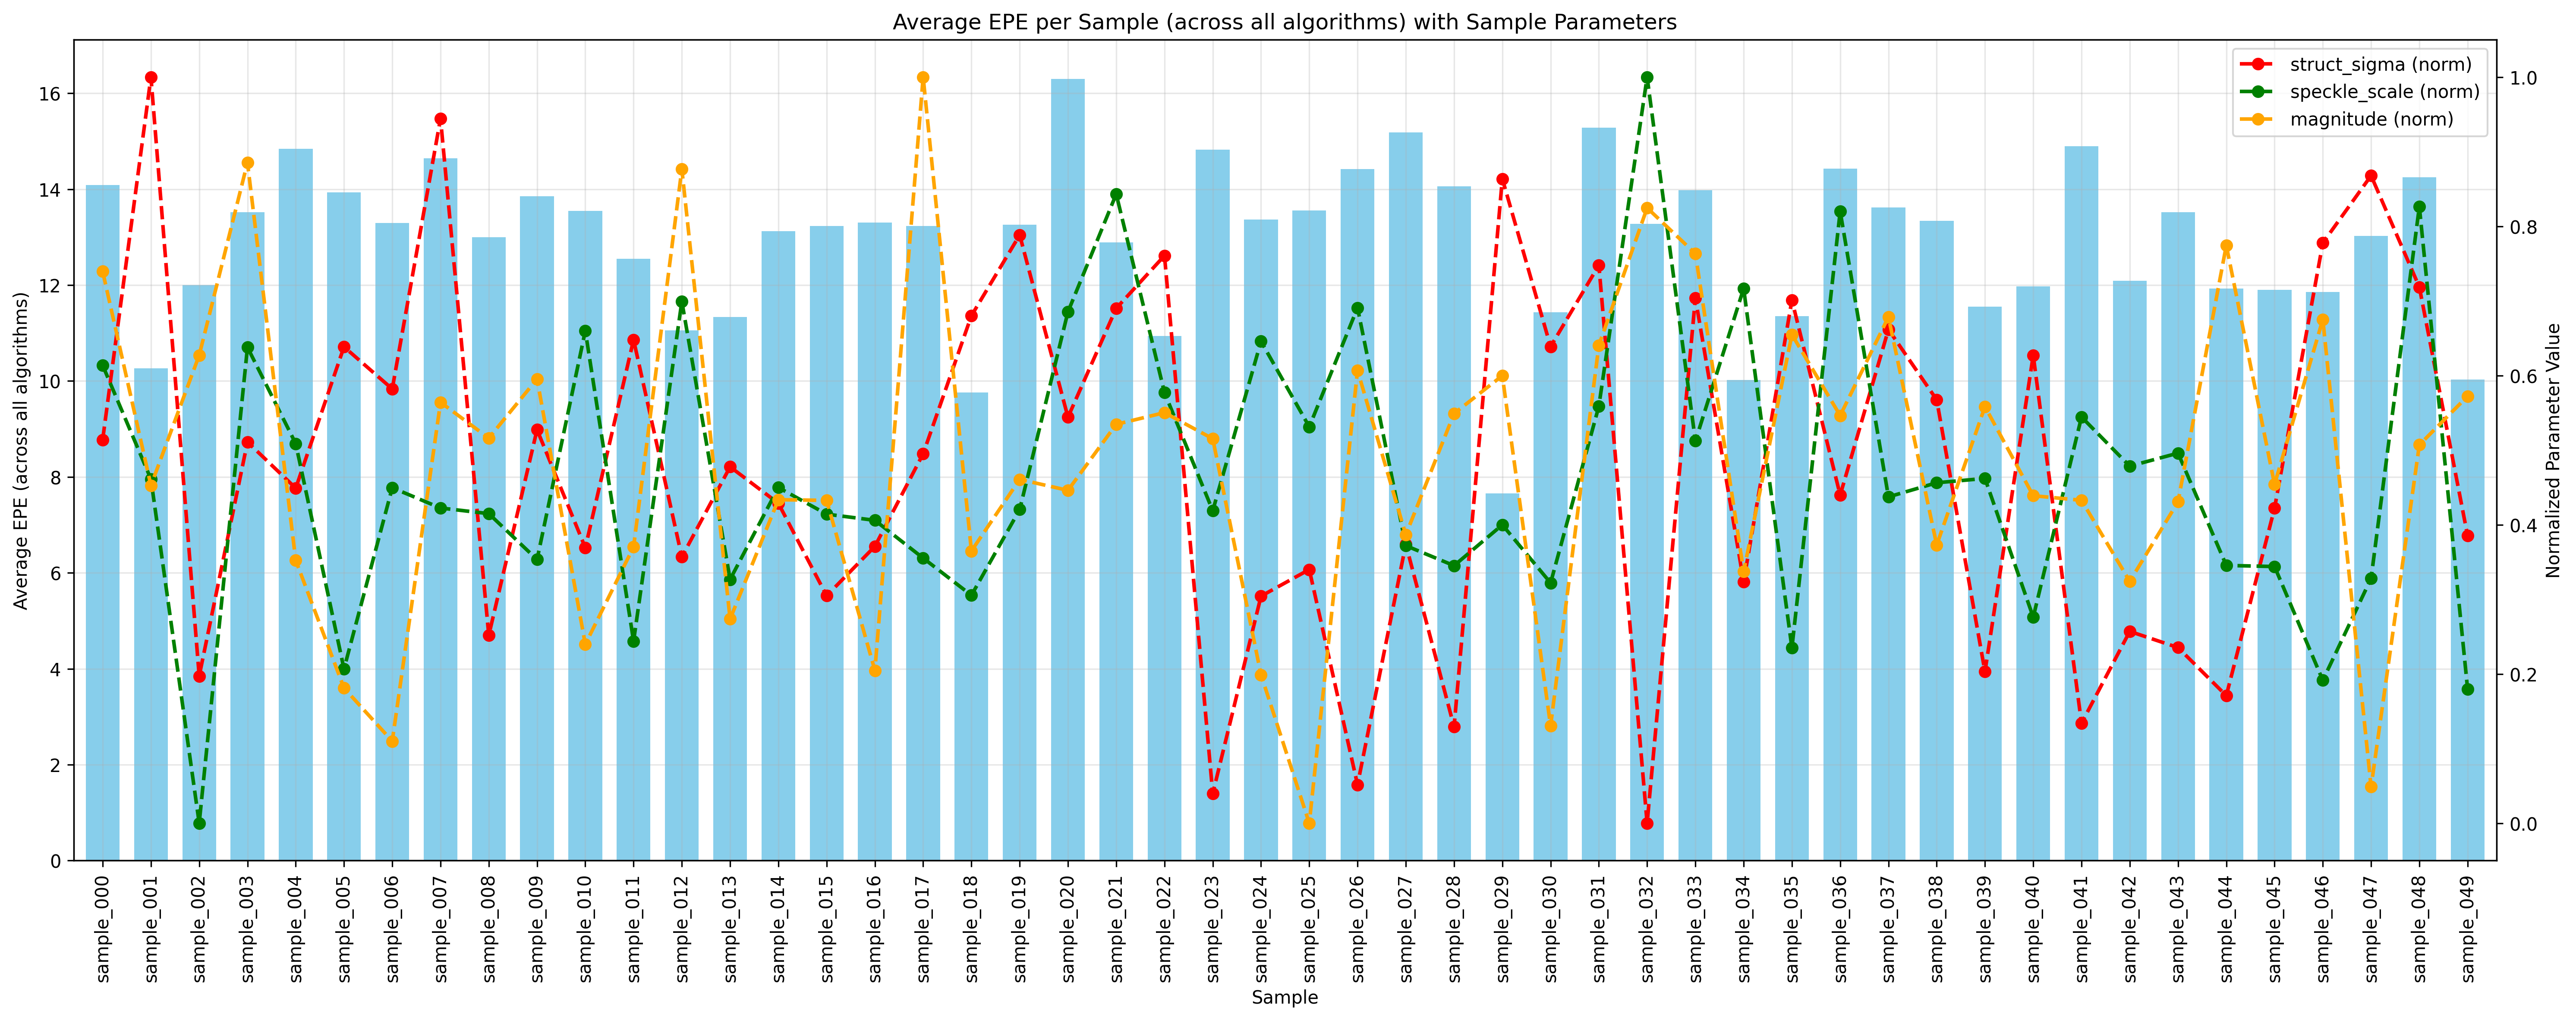 Average EPE per Sample (across all algorithms) with Sample Parameters
struct_sigma (norm)
speckle_scale (norm)
magnitude (norm)
Average EPE (across all algorithms)
16
14
12
10
8
6
4
2
0
1.0
0.8
0.6
0.4
0.2
0.0
Normalized Parameter Value
sample_000
sample_001
sample_002
sample_003
sample_004
sample_005
sample_006
sample_007
sample_008
sample_009
sample_010
sample_011
sample_012
sample_013
sample_014
sample_015
sample_016
sample_017
sample_018
sample_019
sample_020
sample_021
sample_022
sample_023
sample_024
sample_025
sample_026
sample_027
sample_028
sample_029
sample_030
sample_031
sample_032
sample_033
sample_034
sample_035
sample_036
sample_037
sample_038
sample_039
sample_040
sample_041
sample_042
sample_043
sample_044
sample_045
sample_046
sample_047
sample_048
sample_049
Sample